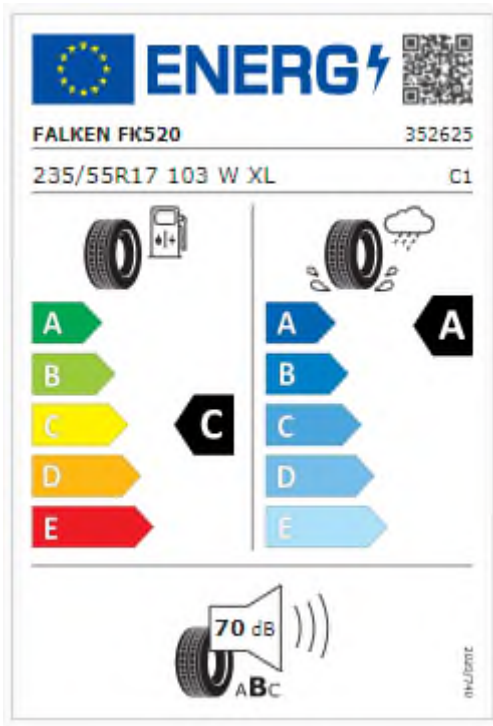 ENERG
FALKEN FK520 352625
235/55R17 103 W XL C1
A A A
B B
C C C
D D
E E
70 dB
ABC
2020/740